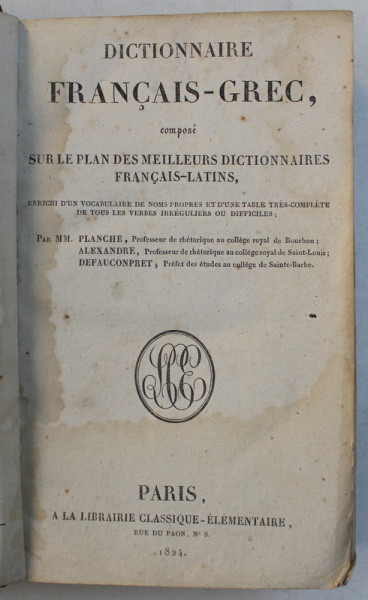 DICTIONNAIRE
FRANÇAIS-GREC,
composé
SUR LE PLAN DES MEILLEURS DICTIONNAIRES
FRANÇAIS-LATINS,
ENRICHI D'UN VOCABULAIRE DE NOMS PROPRES ET D'UNE TABLE TRÈS-COMPLÈTE
DE TOUS LES VERBES IRRÉGULIERS OU DIFFICILES;
PAR MM. PLANCHE, Professeur de rhétorique au collége royal de Bourbon;
ALEXANDRE, Professeur de rhétorique au collége royal de Saint-Louis;
DEFAUCONPRET, Préfet des études au collége de Sainte-Barbe.
PARIS,
A LA LIBRAIRIE CLASSIQUE-ÉLÉMENTAIRE,
RUE DU PAON, Nº 8.
1824.